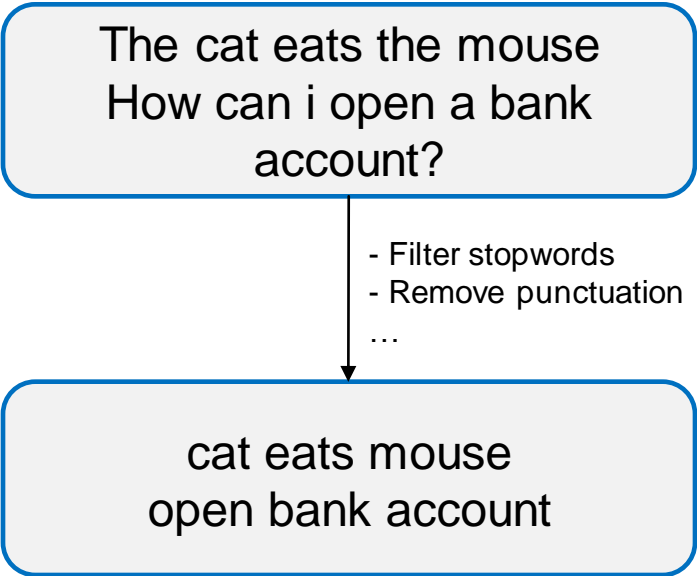 The cat eats the mouse
How can i open a bank
account?
- Filter stopwords
- Remove punctuation
…
cat eats mouse
open bank account